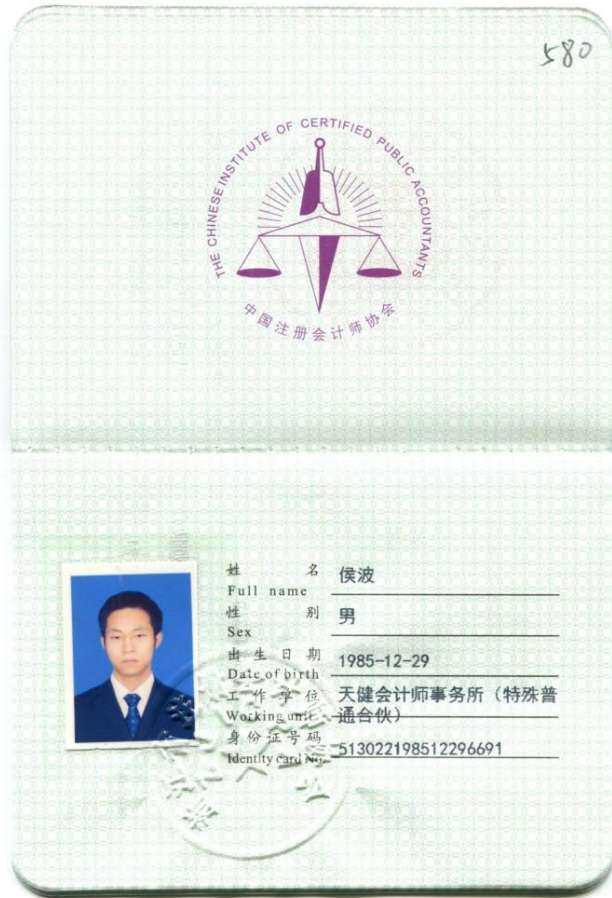 580
THE CHINESE INSTITUTE OF CERTIFIED PUBLIC ACCOUNTANTS
中国注册会计师协会
姓 名 侯波
Full name
性 别 男
Sex
出生日期 1985-12-29
Date of birth
工作单位 天健会计师事务所（特殊普
Working unit 通合伙）
身份证号码 513022198512296691
Identity card No.